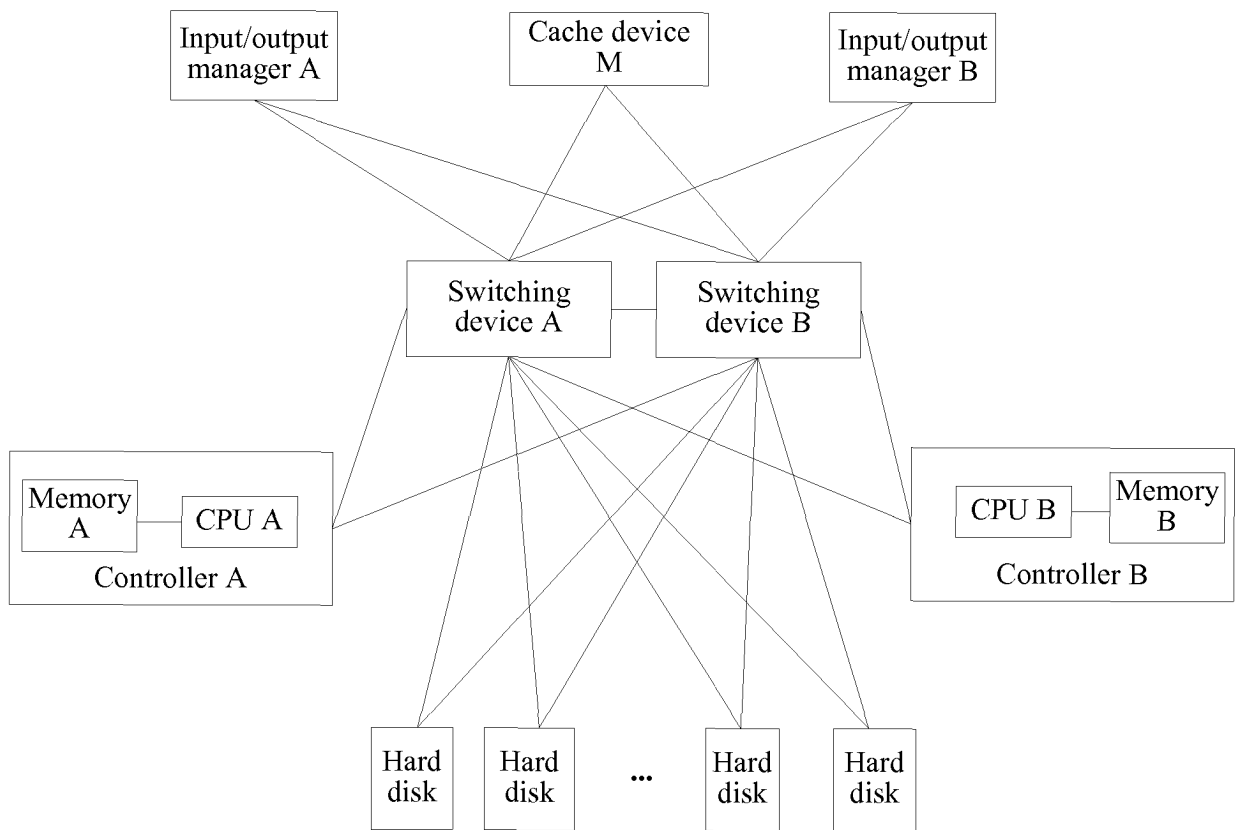 Input/output
manager A
Cache device
M
Input/output
manager B
Switching
device A
Switching
device B
Memory
A
CPU A
Controller A
CPU B
Memory
B
Controller B
Hard
disk
Hard
disk
...
Hard
disk
Hard
disk